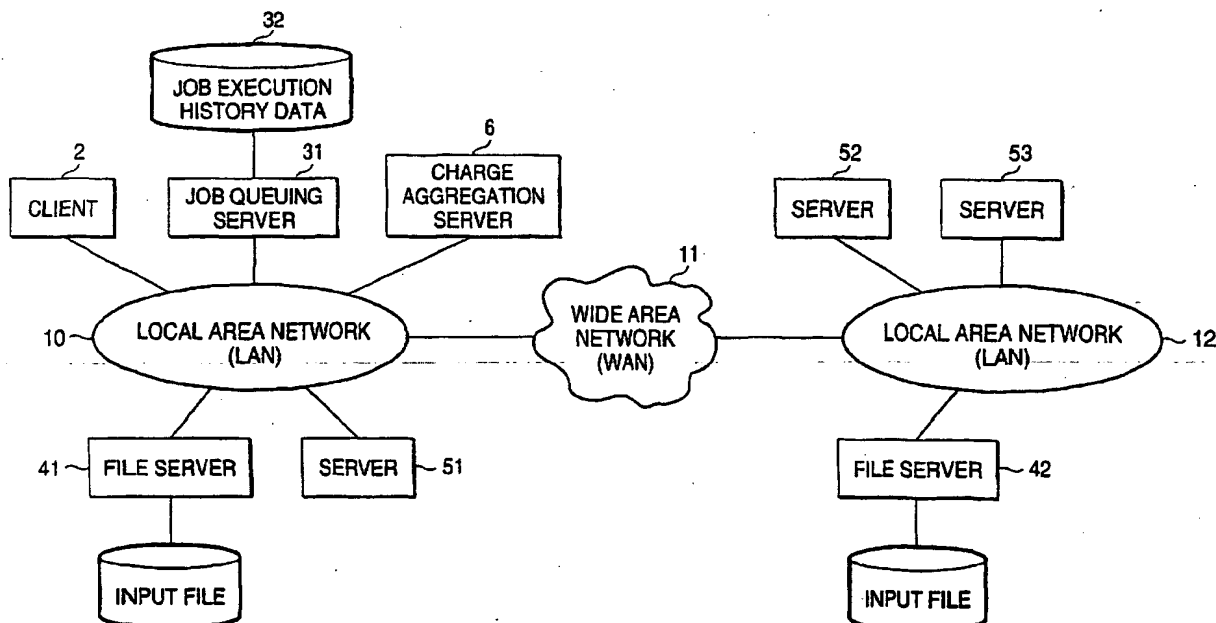 32
JOB EXECUTION
HISTORY DATA
2
CLIENT
31
JOB QUEUING
SERVER
6
CHARGE
AGGREGATION
SERVER
52
SERVER
53
SERVER
10
LOCAL AREA NETWORK
(LAN)
11
WIDE AREA
NETWORK
(WAN)
LOCAL AREA NETWORK
(LAN)
12
41
FILE SERVER
SERVER
51
FILE SERVER
42
INPUT FILE
INPUT FILE